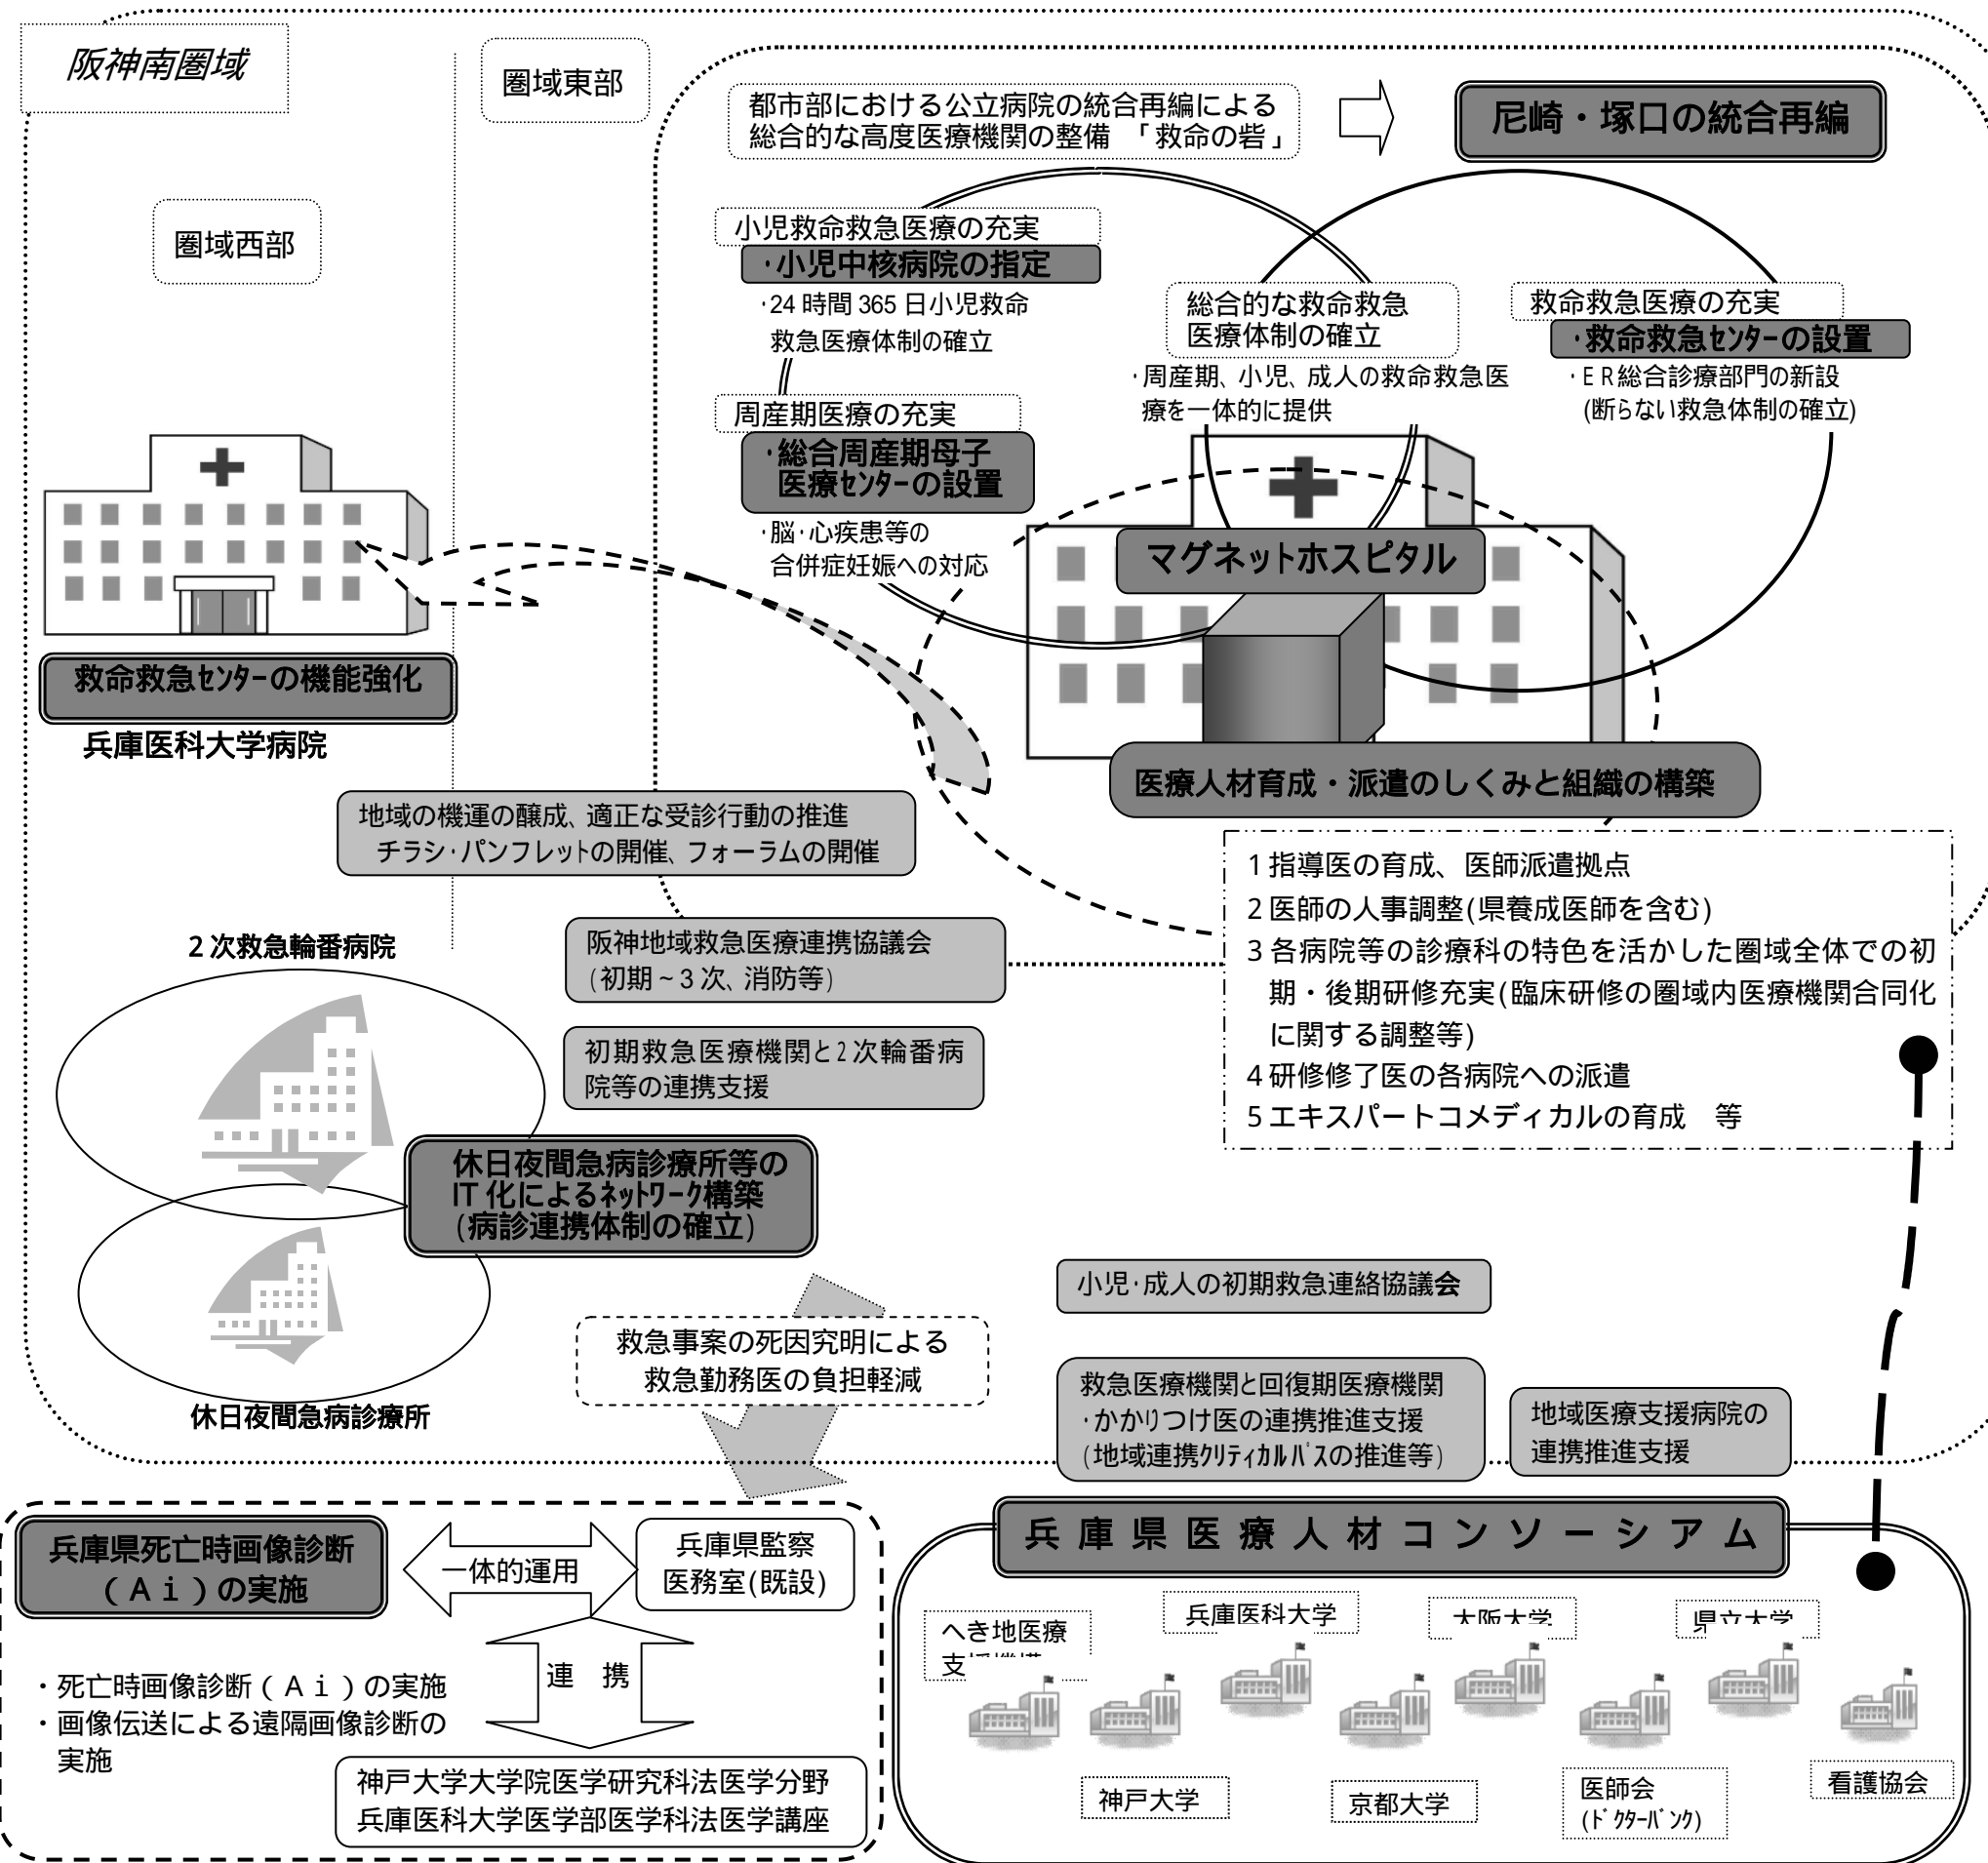 阪神南圏域
圏域東部
圏域西部
都市部における公立病院の統合再編による
総合的な高度医療機関の整備　「救命の砦」
尼崎・塚口の統合再編
小児救命救急医療の充実
・小児中核病院の指定
・24時間365日小児救命
救急医療体制の確立
総合的な救命救急
医療体制の確立
・周産期、小児、成人の救命救急医
療を一体的に提供
救命救急医療の充実
・救命救急ｾﾝﾀｰの設置
・ＥＲ総合診療部門の新設
(断らない救急体制の確立)
周産期医療の充実
・総合周産期母子
医療ｾﾝﾀｰの設置
・脳・心疾患等の
合併症妊娠への対応
マグネットホスピタル
救命救急ｾﾝﾀｰの機能強化
兵庫医科大学病院
医療人材育成・派遣のしくみと組織の構築
地域の機運の醸成、適正な受診行動の推進
チラシ・パンフレットの開催、フォーラムの開催
1 指導医の育成、医師派遣拠点
2 医師の人事調整(県養成医師を含む)
3 各病院等の診療科の特色を活かした圏域全体での初
期・後期研修充実(臨床研修の圏域内医療機関合同化
に関する調整等)
4 研修修了医の各病院への派遣
5 エキスパートコメディカルの育成　等
2次救急輪番病院
阪神地域救急医療連携協議会
(初期~3次、消防等)
初期救急医療機関と2次輪番病
院等の連携支援
休日夜間急病診療所等の
IT化によるﾈｯﾄﾜｰｸ構築
(病診連携体制の確立)
休日夜間急病診療所
救急事案の死因究明による
救急勤務医の負担軽減
小児・成人の初期救急連絡協議会
救急医療機関と回復期医療機関
・かかりつけ医の連携推進支援
(地域連携ｸﾘﾃｨｶﾙﾊﾟｽの推進等)
地域医療支援病院の
連携推進支援
兵庫県死亡時画像診断
（Ａｉ）の実施
一体的運用
兵庫県監察
医務室(既設)
連　携
・死亡時画像診断（Ａｉ）の実施
・画像伝送による遠隔画像診断の
実施
神戸大学大学院医学研究科法医学分野
兵庫医科大学医学部医学科法医学講座
兵庫県医療人材コンソーシアム
へき地医療
支援機構
兵庫医科大学
大阪大学
県立大学
神戸大学
京都大学
医師会
(ﾄﾞｸﾀｰﾊﾞﾝｸ)
看護協会